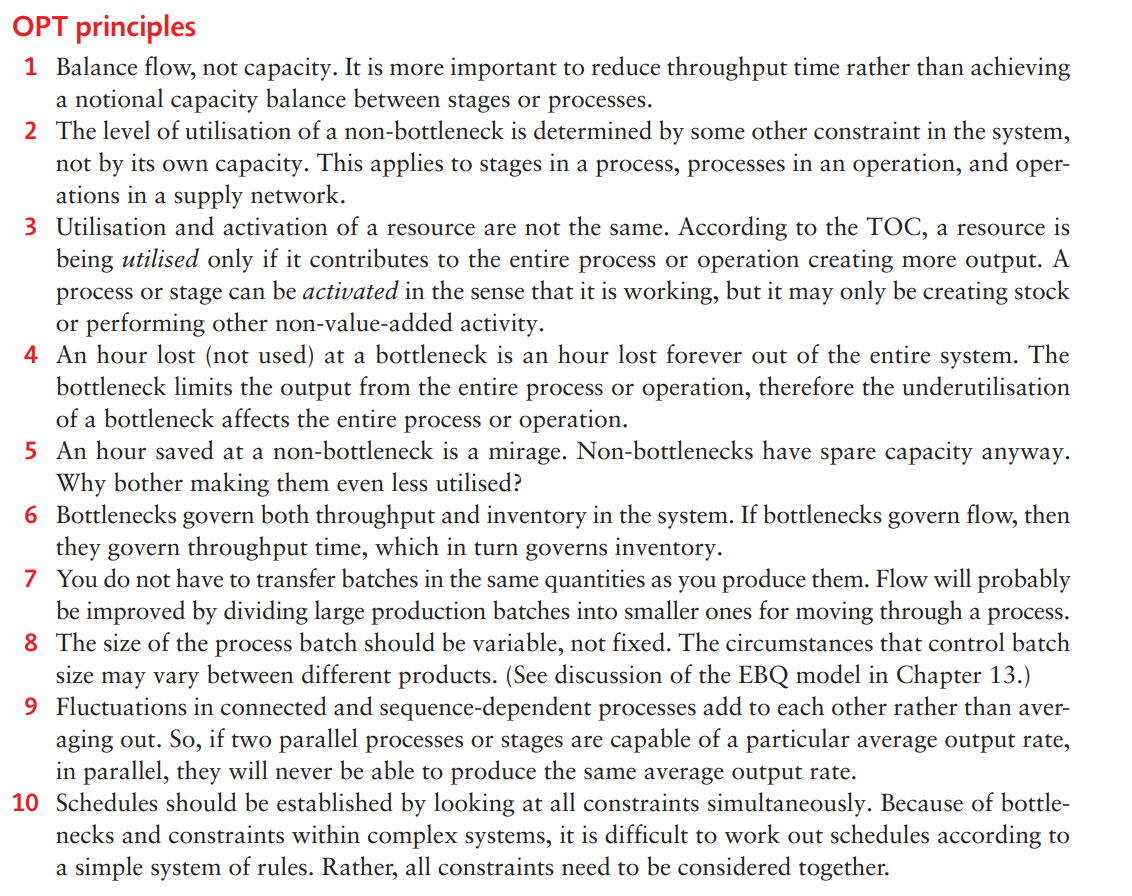 OPT principles
1 Balance flow, not capacity. It is more important to reduce throughput time rather than achieving
a notional capacity balance between stages or processes.
2 The level of utilisation of a non-bottleneck is determined by some other constraint in the system,
not by its own capacity. This applies to stages in a process, processes in an operation, and oper-
ations in a supply network.
3 Utilisation and activation of a resource are not the same. According to the TOC, a resource is
being utilised only if it contributes to the entire process or operation creating more output. A
process or stage can be activated in the sense that it is working, but it may only be creating stock
or performing other non-value-added activity.
4 An hour lost (not used) at a bottleneck is an hour lost forever out of the entire system. The
bottleneck limits the output from the entire process or operation, therefore the underutilisation
of a bottleneck affects the entire process or operation.
5 An hour saved at a non-bottleneck is a mirage. Non-bottlenecks have spare capacity anyway.
Why bother making them even less utilised?
6 Bottlenecks govern both throughput and inventory in the system. If bottlenecks govern flow, then
they govern throughput time, which in turn governs inventory.
7 You do not have to transfer batches in the same quantities as you produce them. Flow will probably
be improved by dividing large production batches into smaller ones for moving through a process.
8 The size of the process batch should be variable, not fixed. The circumstances that control batch
size may vary between different products. (See discussion of the EBQ model in Chapter 13.)
9 Fluctuations in connected and sequence-dependent processes add to each other rather than aver-
aging out. So, if two parallel processes or stages are capable of a particular average output rate,
in parallel, they will never be able to produce the same average output rate.
10 Schedules should be established by looking at all constraints simultaneously. Because of bottle-
necks and constraints within complex systems, it is difficult to work out schedules according to
a simple system of rules. Rather, all constraints need to be considered together.